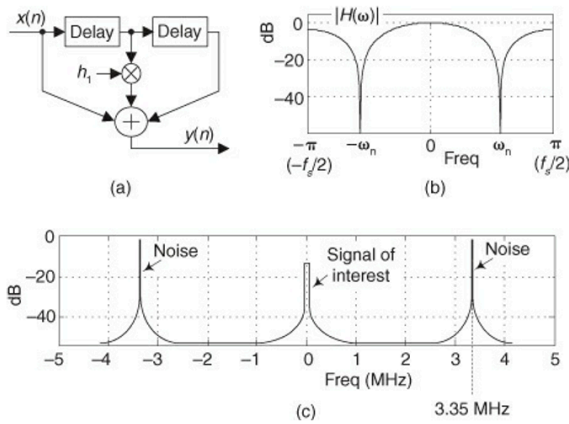 x(n)
Delay
Delay
h₁
+
y(n)
(a)
|H(ω)|
dB
0
−20
−40
−π
−ωₙ
0
ωₙ
π
(−fₛ/2)
Freq
(fₛ/2)
(b)
0
Noise
Signal of
interest
Noise
dB
−20
−40
−5 −4 −3 −2 −1 0 1 2 3 4 5
Freq (MHz)
3.35 MHz
(c)